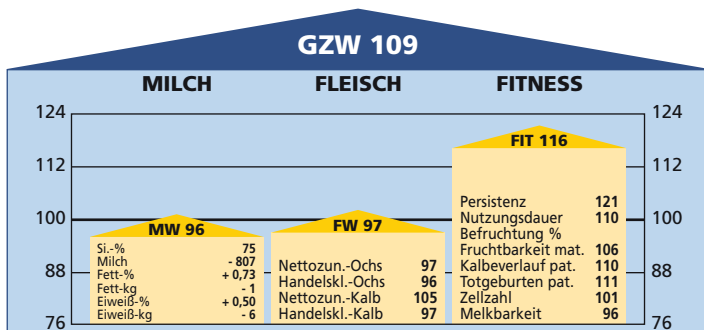 GZW 109
MILCH FLEISCH FITNESS
124 124
FIT 116
112 112
Persistenz 121
100 Nutzungsdauer 110 100
MW 96 FW 97 Befruchtung %
Si.-% 75 Fruchtbarkeit mat. 106
Milch - 807 Nettozun.-Ochs 97 Kalbeverlauf pat. 110
88 Fett-% + 0,73 Handelskl.-Ochs 96 Totgeburten pat. 111 88
Fett-kg - 1 Nettozun.-Kalb 105 Zellzahl 101
Eiweiß-% + 0,50 Handelskl.-Kalb 97 Melkbarkeit 96
76 Eiweiß-kg - 6 76